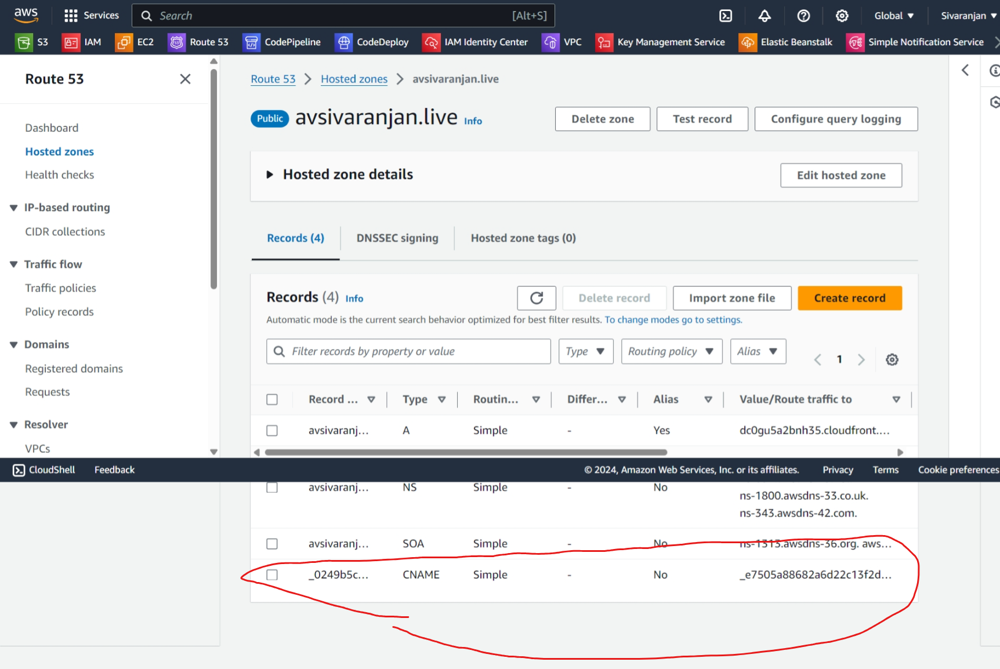 aws Services Search [Alt+S] Global Sivaranjan
S3 IAM EC2 Route 53 CodePipeline CodeDeploy IAM Identity Center VPC Key Management Service Elastic Beanstalk Simple Notification Service
Route 53
Dashboard
Hosted zones
Health checks
IP-based routing
CIDR collections
Traffic flow
Traffic policies
Policy records
Domains
Registered domains
Requests
Resolver
VPCs
Route 53 Hosted zones avsivaranjan.live
Public avsivaranjan.live Info Delete zone Test record Configure query logging
Hosted zone details Edit hosted zone
Records (4) DNSSEC signing Hosted zone tags (0)
Records (4) Info Delete record Import zone file Create record
Automatic mode is the current search behavior optimized for best filter results. To change modes go to settings.
Filter records by property or value Type Routing policy Alias 1
Record ... Type Routin... Differ... Alias Value/Route traffic to
avsivaranj... A Simple - Yes dc0gu5a2bnh35.cloudfront....
CloudShell Feedback © 2024, Amazon Web Services, Inc. or its affiliates. Privacy Terms Cookie preferences
avsivaranj... NS Simple - No
ns-1800.awsdns-33.co.uk.
ns-343.awsdns-42.com.
avsivaranj... SOA Simple - No ns-1313.awsdns-36.org. aws...
_0249b5c... CNAME Simple - No _e7505a88682a6d22c13f2d...